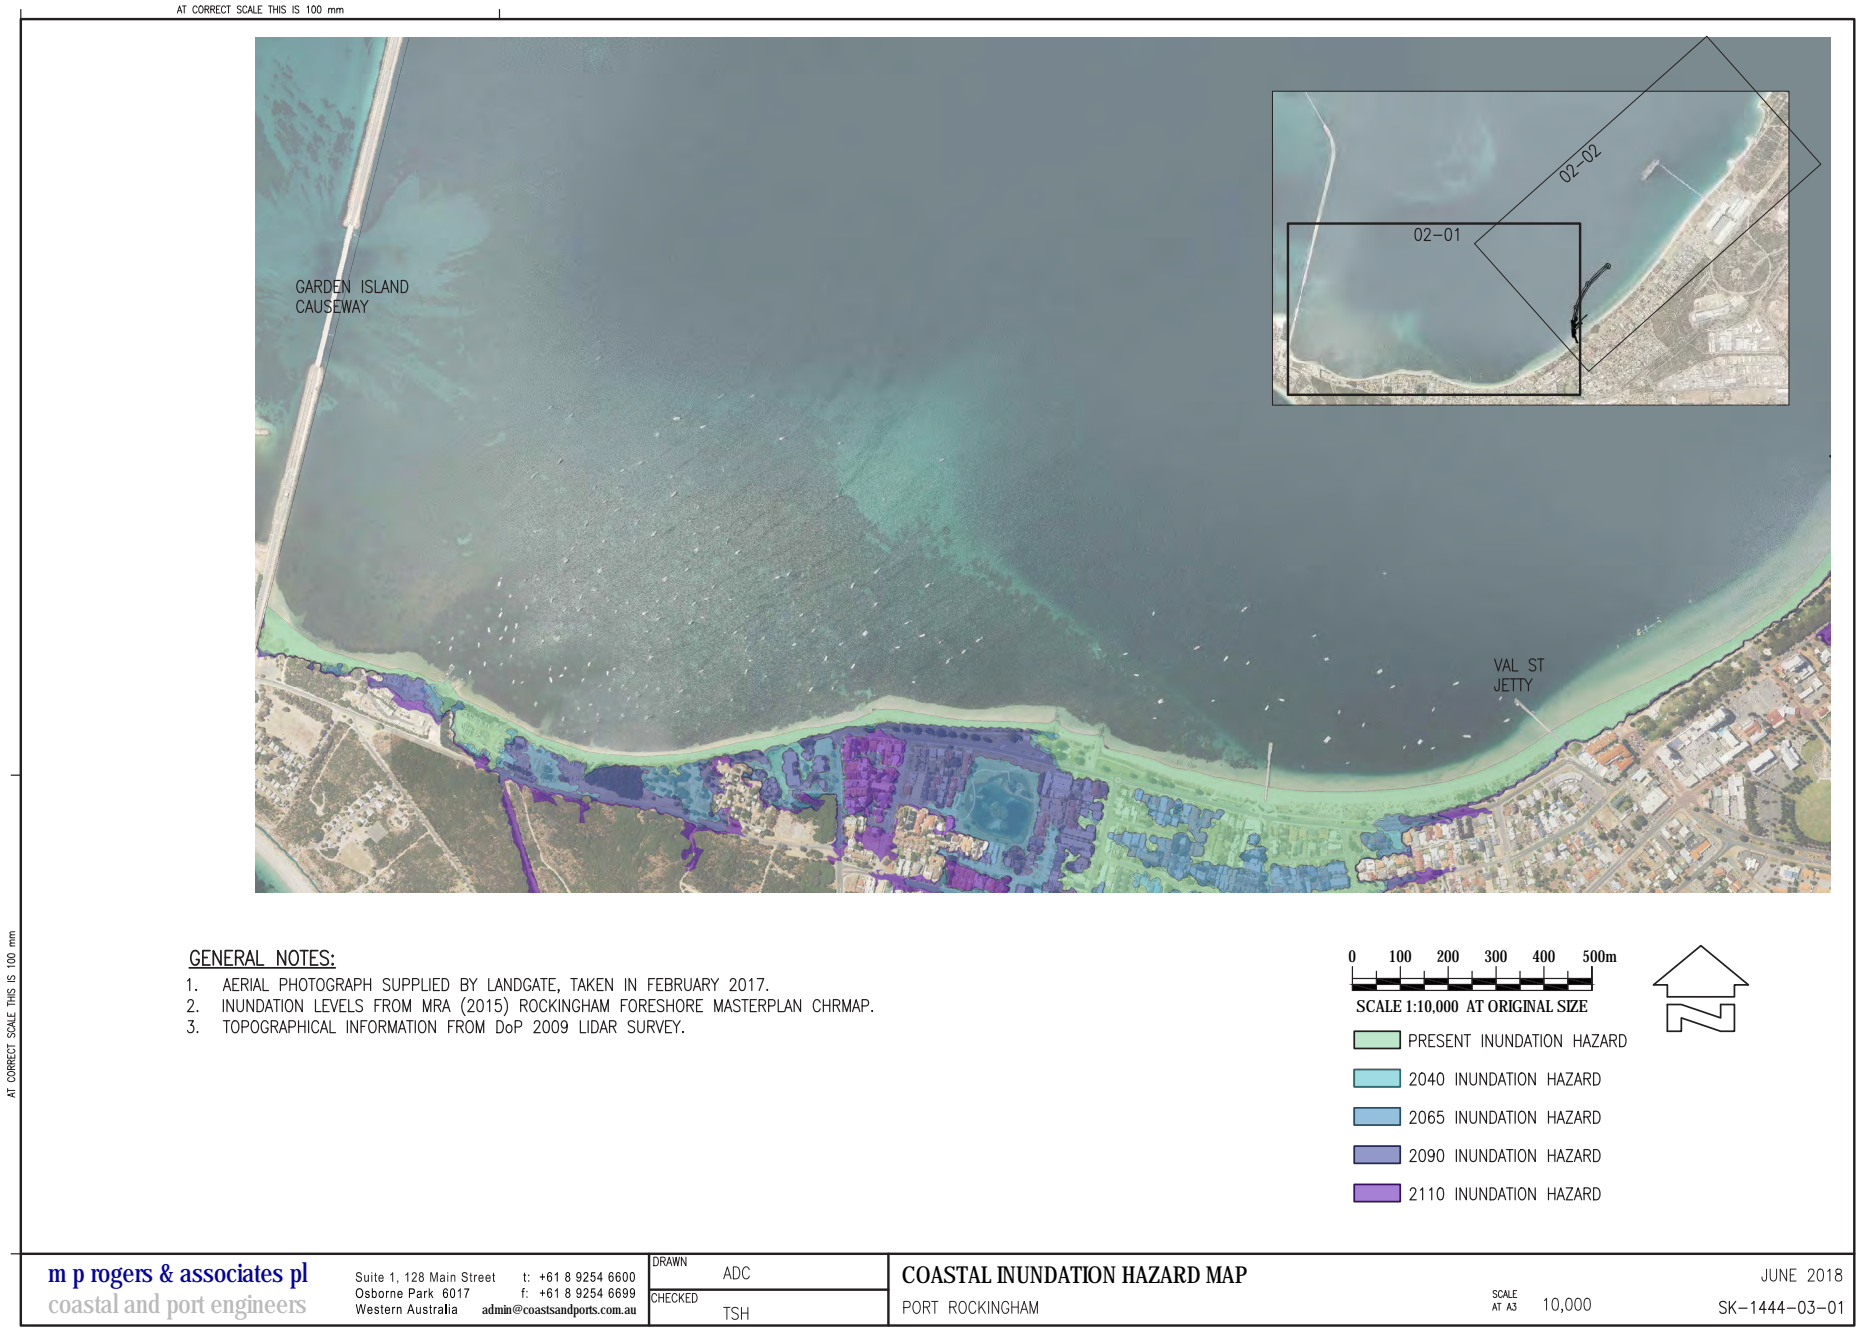 AT CORRECT SCALE THIS IS 100 mm
AT CORRECT SCALE THIS IS 100 mm
GARDEN ISLAND
CAUSEWAY
02-02
02-01
VAL ST
JETTY
GENERAL NOTES:
1. AERIAL PHOTOGRAPH SUPPLIED BY LANDGATE, TAKEN IN FEBRUARY 2017.
2. INUNDATION LEVELS FROM MRA (2015) ROCKINGHAM FORESHORE MASTERPLAN CHRMAP.
3. TOPOGRAPHICAL INFORMATION FROM DoP 2009 LIDAR SURVEY.
0 100 200 300 400 500m
SCALE 1:10,000 AT ORIGINAL SIZE
N
PRESENT INUNDATION HAZARD
2040 INUNDATION HAZARD
2065 INUNDATION HAZARD
2090 INUNDATION HAZARD
2110 INUNDATION HAZARD
m p rogers & associates pl
coastal and port engineers
Suite 1, 128 Main Street t: +61 8 9254 6600
Osborne Park 6017 f: +61 8 9254 6699
Western Australia admin@coastsandports.com.au
DRAWN
ADC
CHECKED
TSH
COASTAL INUNDATION HAZARD MAP
PORT ROCKINGHAM
SCALE
AT A3 10,000
JUNE 2018
SK-1444-03-01